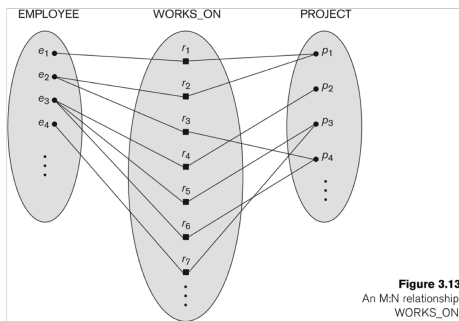 EMPLOYEE WORKS_ON PROJECT
e1
e2
e3
e4
r1
r2
r3
r4
r5
r6
r7
p1
p2
p3
p4
Figure 3.13
An M:N relationship,
WORKS_ON